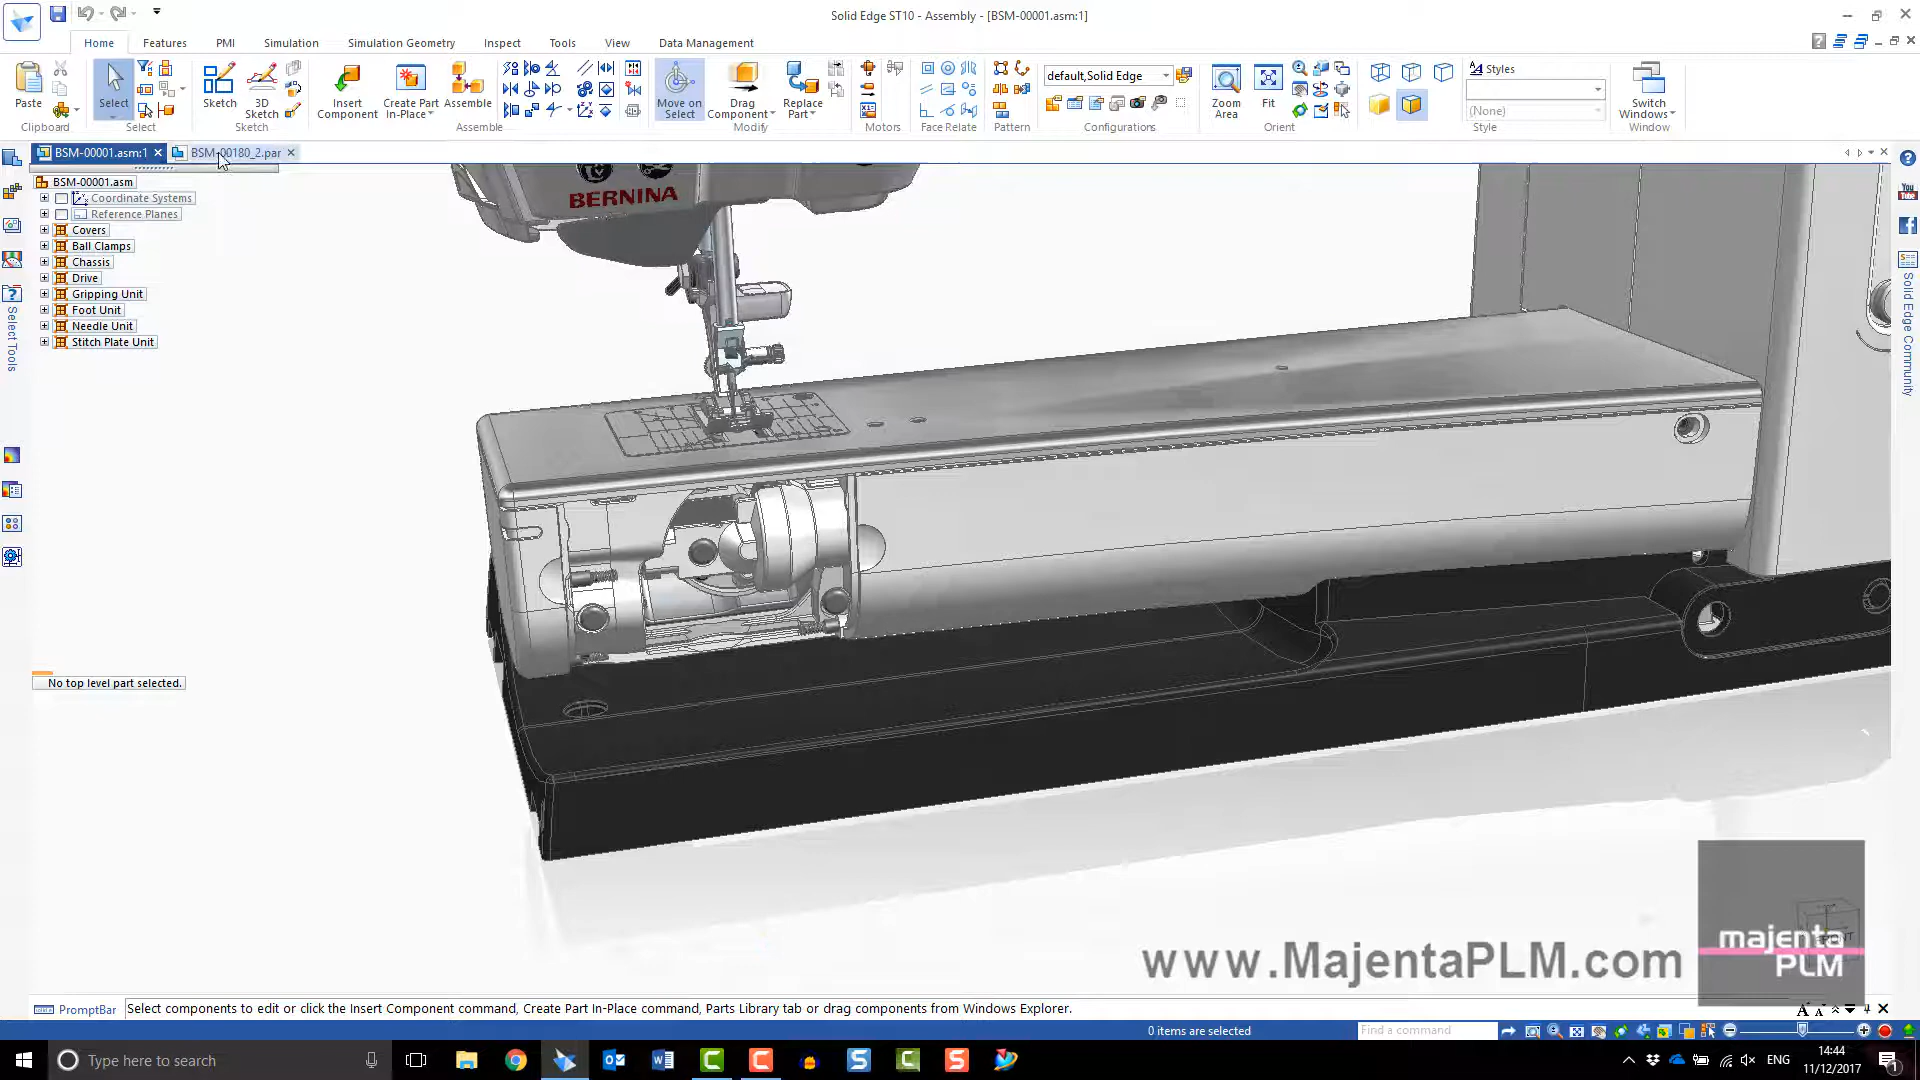 Solid Edge ST10 - Assembly - [BSM-00001.asm:1]
Home Features PMI Simulation Simulation Geometry Inspect Tools View Data Management
Paste
Clipboard
Select
Select
Sketch
3D Sketch
Sketch
Insert Component
Create Part In-Place
Assemble
Assemble
Move on Select
Drag Component
Replace Part
Modify
Motors
Face Relate
Pattern
default,Solid Edge
Configurations
Zoom Area
Fit
Orient
Styles
(None)
Style
Switch Windows
Window
BSM-00001.asm:1
BSM-00180_2.par
BSM-00001.asm
Coordinate Systems
Reference Planes
Covers
Ball Clamps
Chassis
Drive
Gripping Unit
Foot Unit
Needle Unit
Stitch Plate Unit
Select Tools
No top level part selected.
BERNINA
You Tube
Solid Edge Community
FRONT
www.MajentaPLM.com
majenta
PLM
PromptBar
Select components to edit or click the Insert Component command, Create Part In-Place command, Parts Library tab or drag components from Windows Explorer.
0 items are selected
Find a command
Type here to search
ENG
14:44
11/12/2017
1